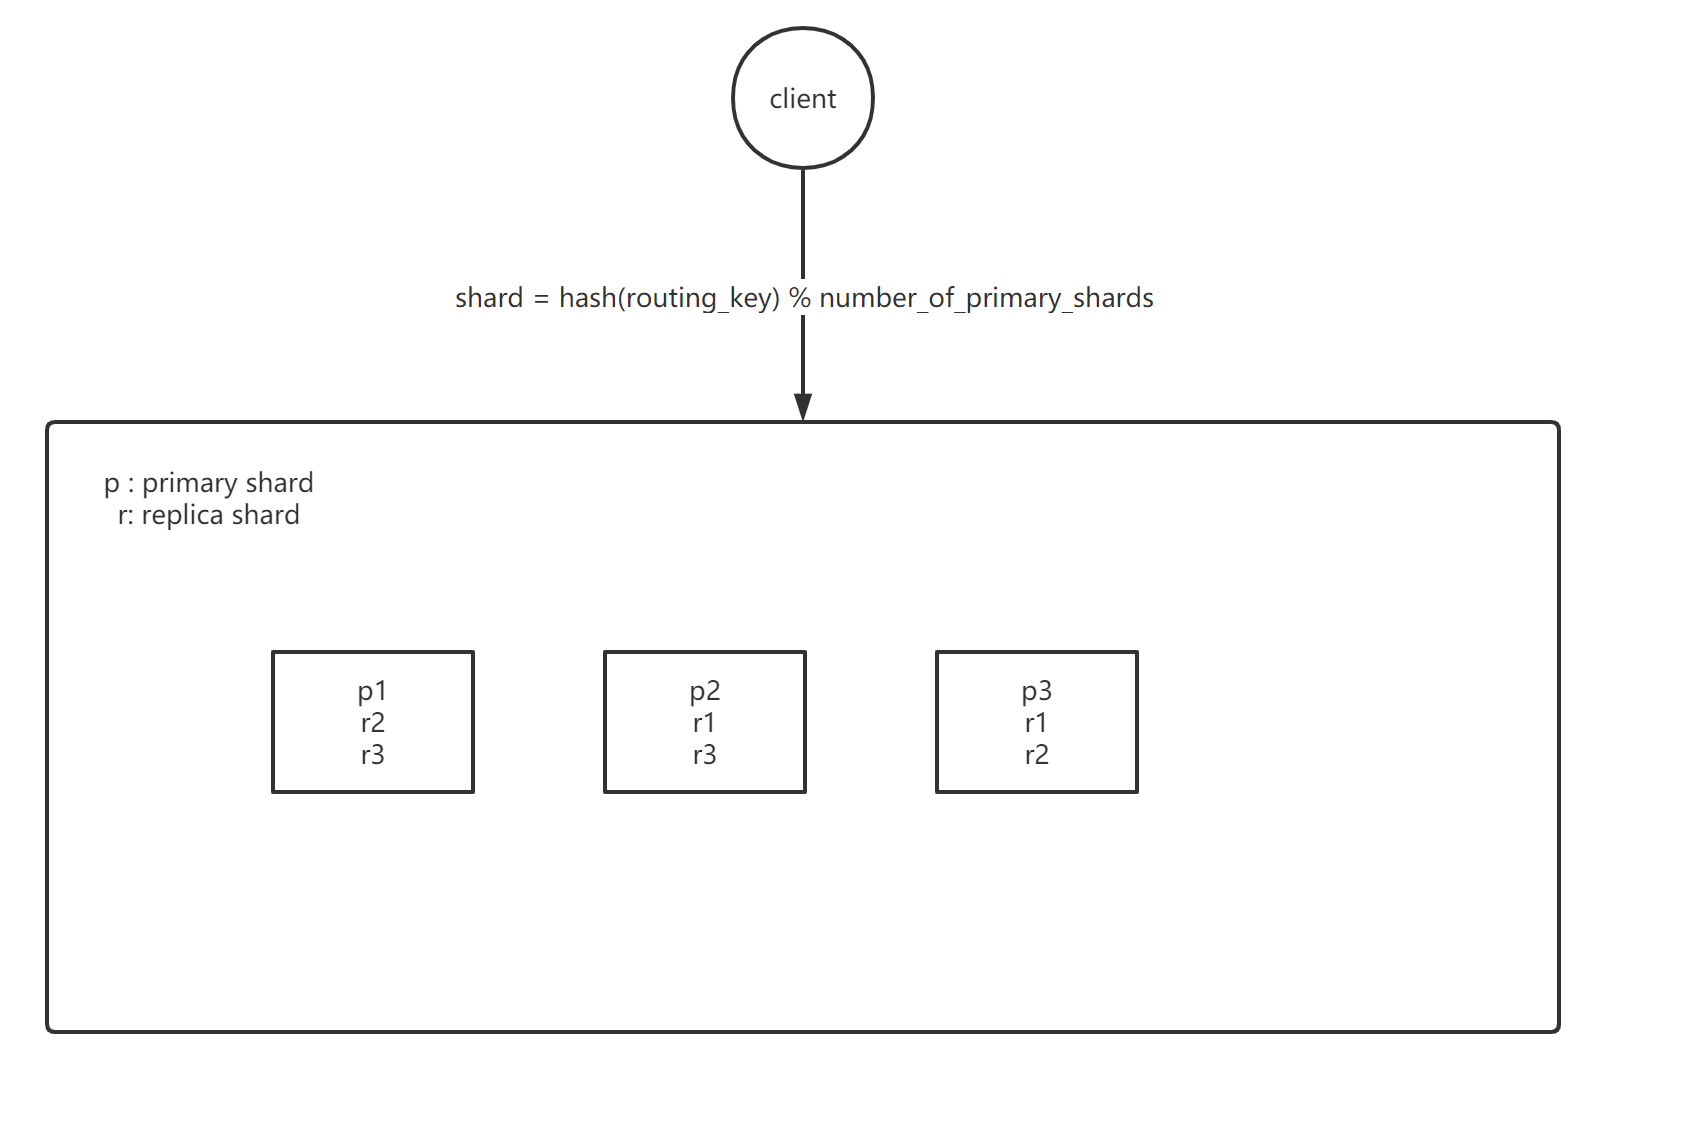 client
shard = hash(routing_key) % number_of_primary_shards
p : primary shard
r: replica shard
p1
r2
r3
p2
r1
r3
p3
r1
r2